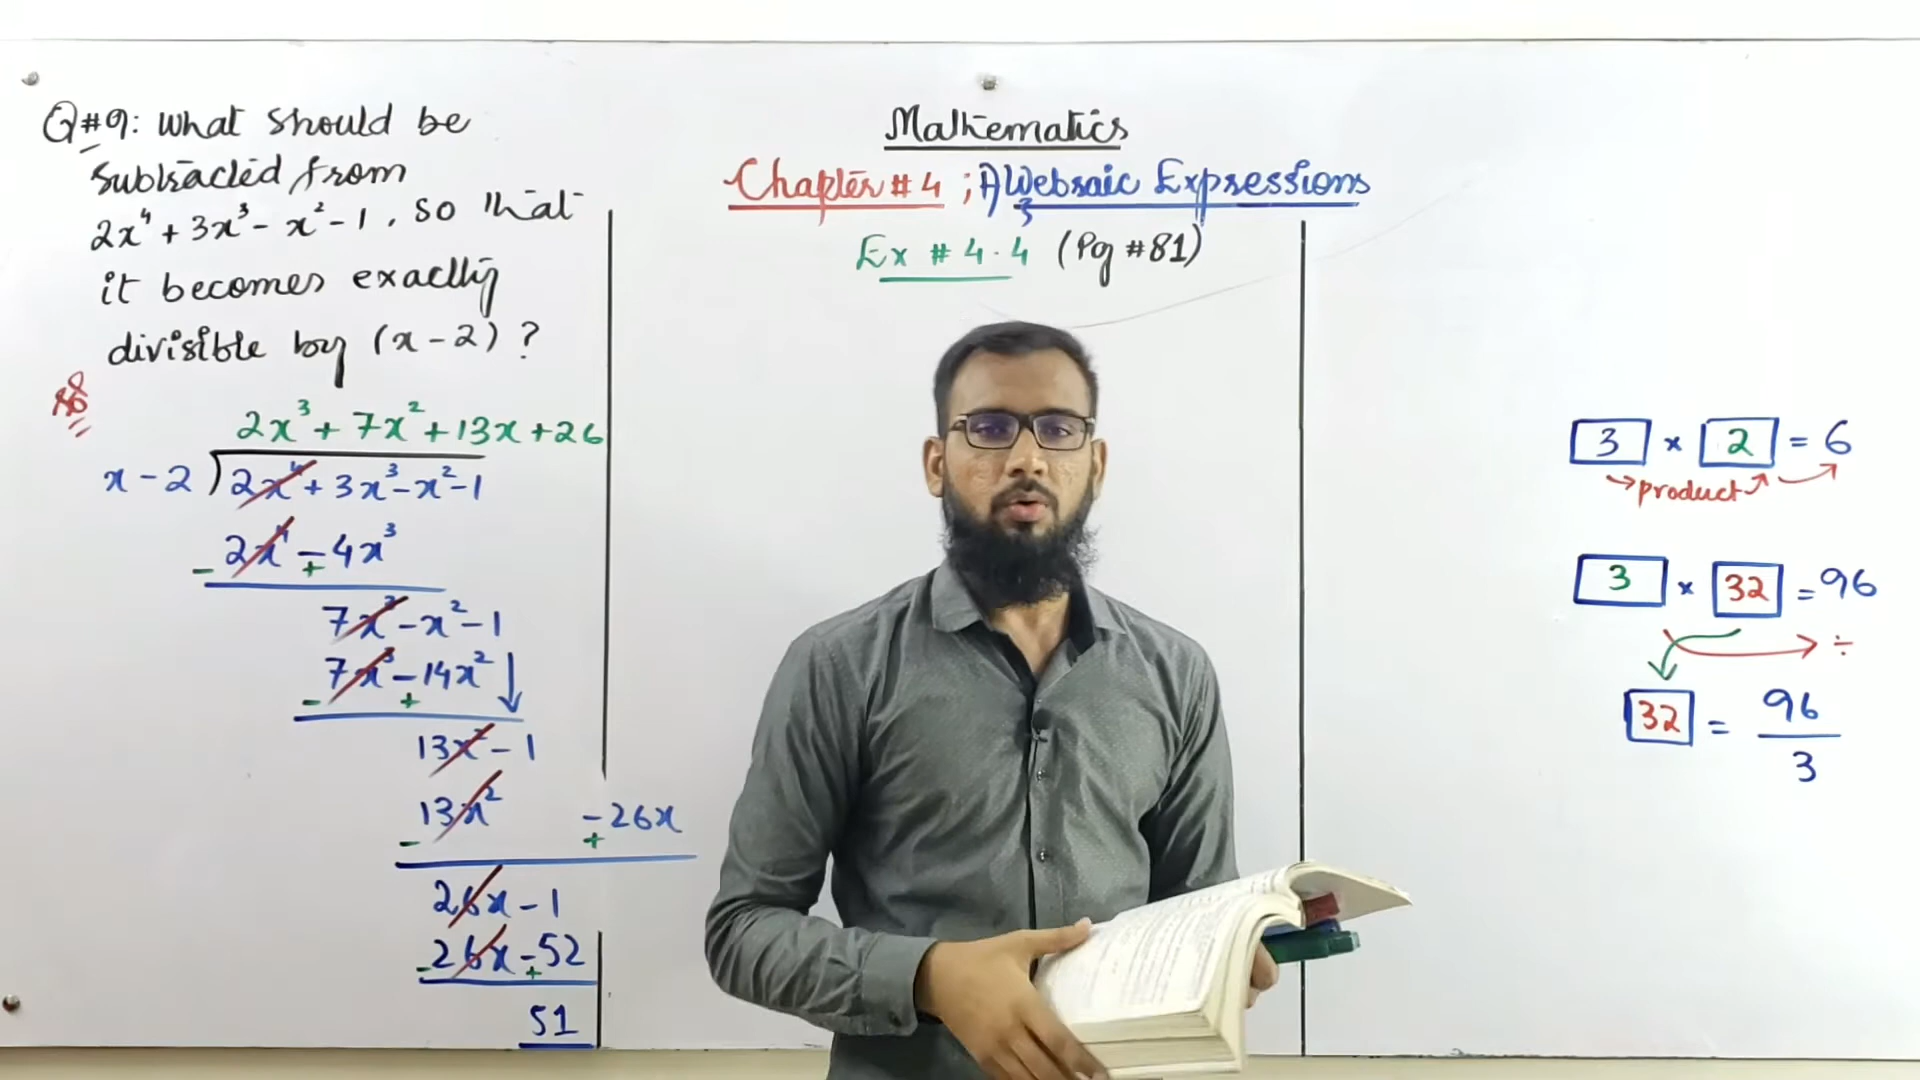 Q#9: What should be
subtracted from
2x⁴ + 3x³ - x² - 1, so that
it becomes exactly
divisible by (x - 2) ?
2x³ + 7x² + 13x + 26
x - 2 ) 2x⁴ + 3x³ - x² - 1
2x⁴ - 4x³
- +
7x³ - x² - 1
7x³ - 14x² ↓
- +
13x² - 1
13x² - 26x
- +
26x - 1
26x - 52
- +
51
Mathematics
Chapter # 4 ; Algebraic Expressions
Ex # 4.4 (Pg #81)
3 × 2 = 6
→ product ↗
3 × 32 = 96
÷
32 = 96/3